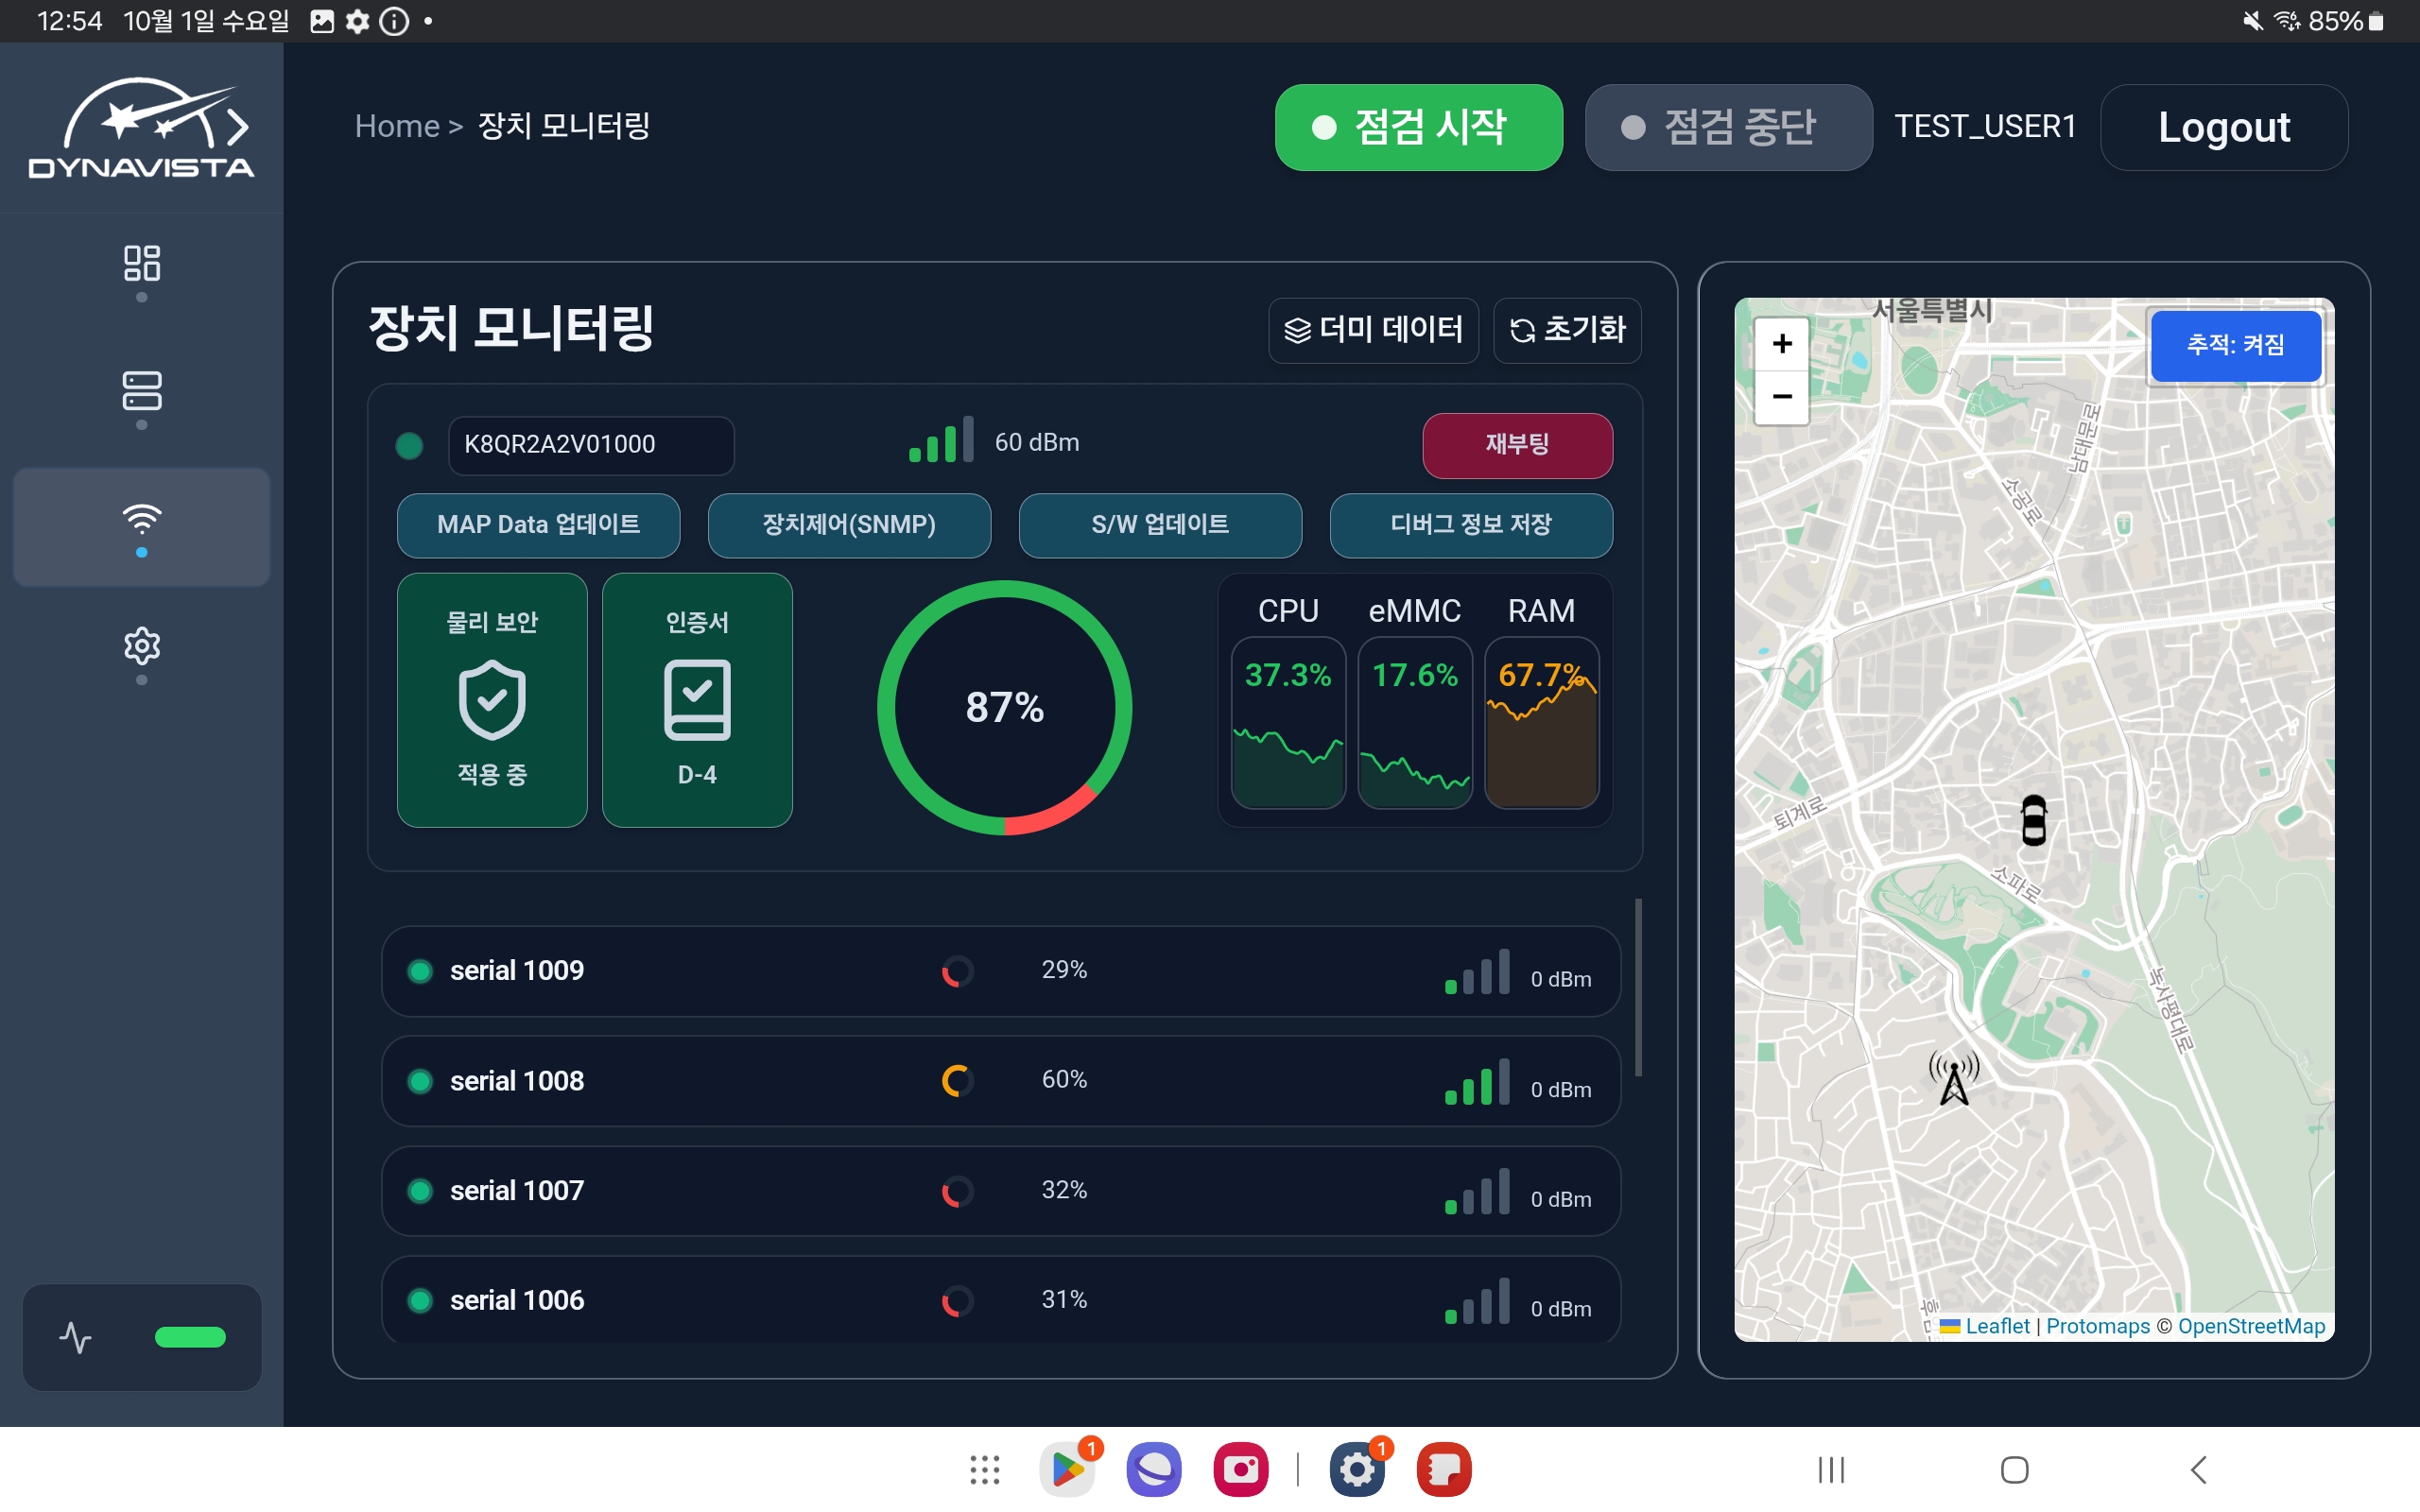 12:54 10월 1일 수요일
85%
DYNAVISTA
Home > 장치 모니터링
점검 시작
점검 중단
TEST_USER1
Logout
장치 모니터링
더미 데이터
초기화
K8QR2A2V01000
60 dBm
재부팅
MAP Data 업데이트
장치제어(SNMP)
S/W 업데이트
디버그 정보 저장
물리 보안
적용 중
인증서
D-4
87%
CPU eMMC RAM
37.3% 17.6% 67.7%
serial 1009 29% 0 dBm
serial 1008 60% 0 dBm
serial 1007 32% 0 dBm
serial 1006 31% 0 dBm
서울특별시
+
−
추적: 켜짐
남대문로
소공로
퇴계로
소파로
녹사평대로
Leaflet | Protomaps © OpenStreetMap
1
1